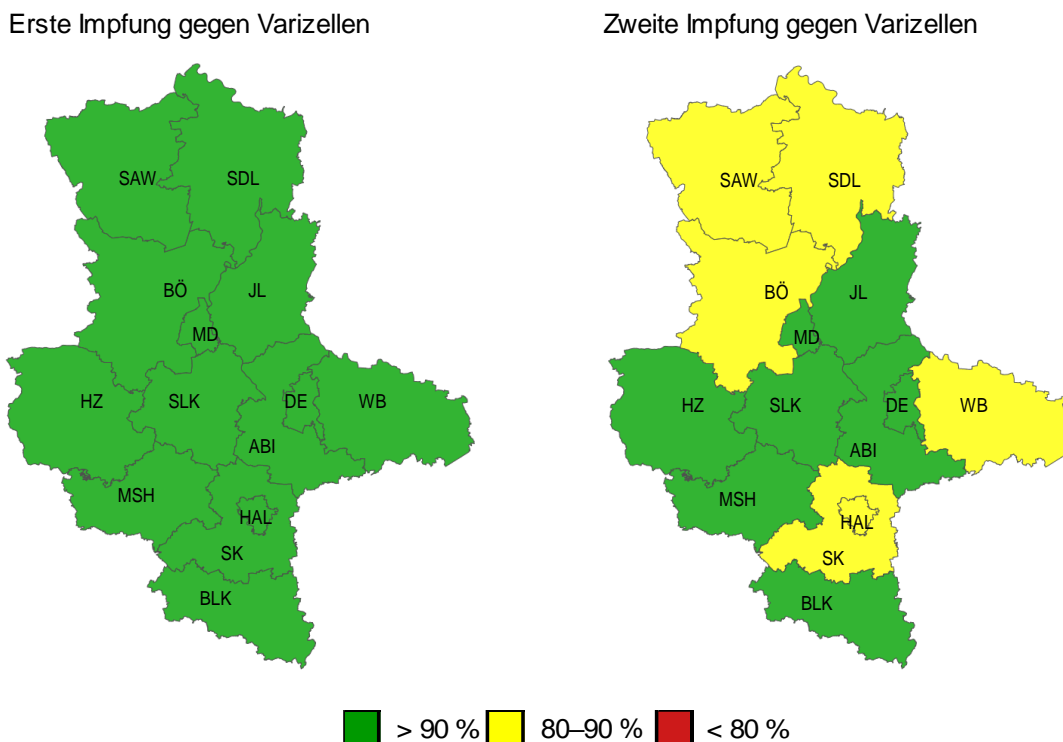 Erste Impfung gegen Varizellen
Zweite Impfung gegen Varizellen
SAW
SDL
BÖ
JL
MD
HZ
SLK
DE
WB
ABI
MSH
HAL
SK
BLK
SAW
SDL
BÖ
JL
MD
HZ
SLK
DE
WB
ABI
MSH
HAL
SK
BLK
> 90 % 80–90 % < 80 %